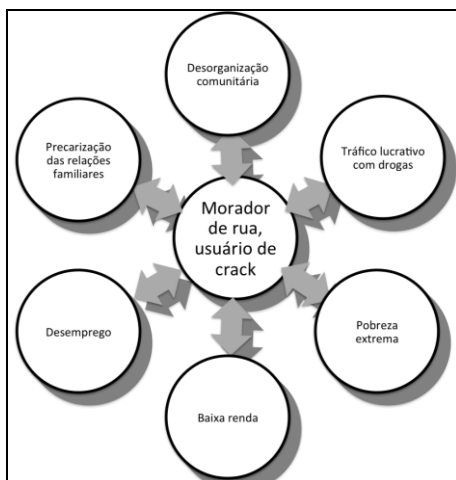 Desorganização
comunitária
Precarização
das relações
familiares
Tráfico lucrativo
com drogas
Morador
de rua,
usuário de
crack
Desemprego
Pobreza
extrema
Baixa renda